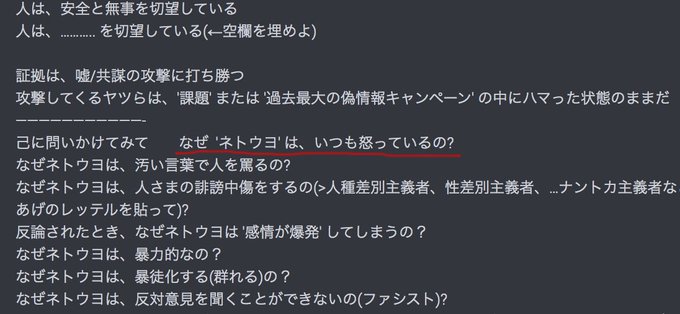 人は、安全と無事を切望している
人は、………. を切望している(←空欄を埋めよ)
証拠は、嘘/共謀の攻撃に打ち勝つ
攻撃してくるヤツらは、'課題' または '過去最大の偽情報キャンペーン' の中にハマった状態のままだ
———————————-
己に問いかけてみて　　なぜ 'ネトウヨ' は、いつも怒っているの?
なぜネトウヨは、汚い言葉で人を罵るの?
なぜネトウヨは、人さまの誹謗中傷をするの(>人種差別主義者、性差別主義者、…ナントカ主義者な
あげのレッテルを貼って)?
反論されたとき、なぜネトウヨは '感情が爆発' してしまうの？
なぜネトウヨは、暴力的なの？
なぜネトウヨは、暴徒化する(群れる)の？
なぜネトウヨは、反対意見を聞くことができないの(ファシスト)?